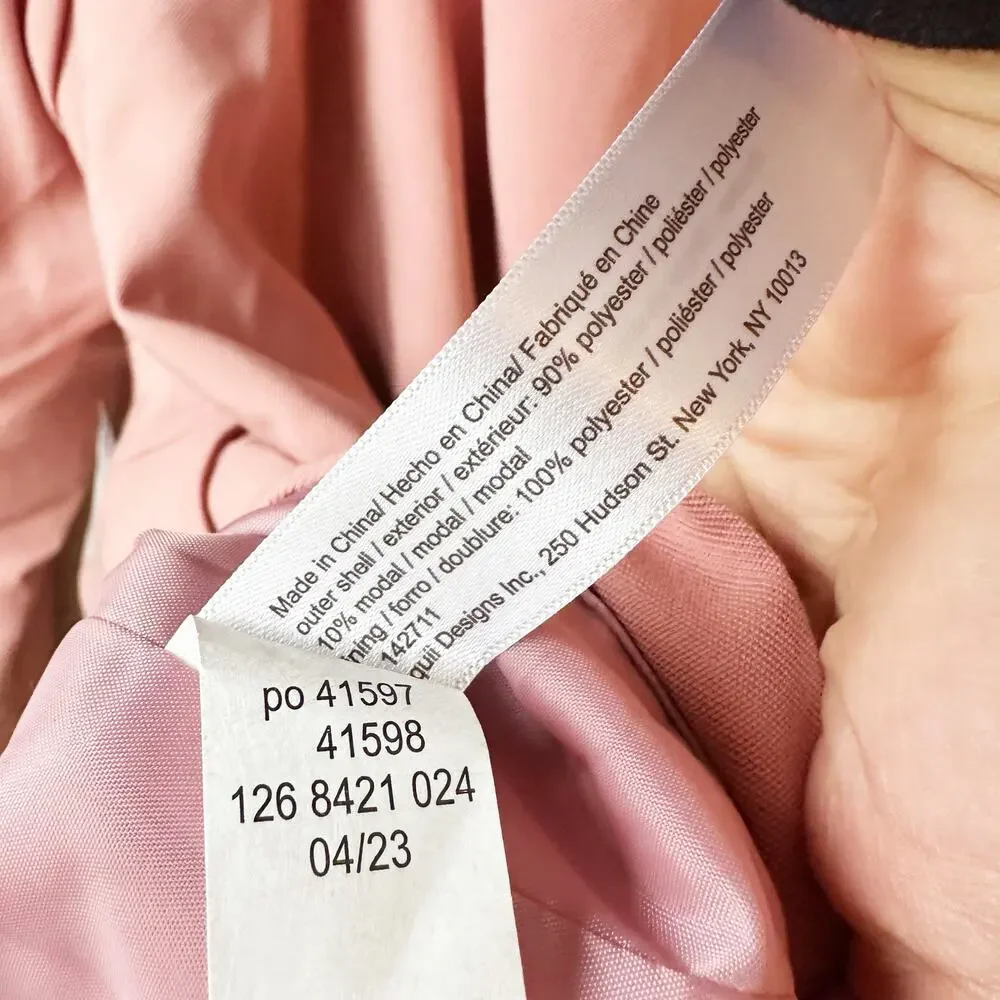 Made in China/ Hecho en China/ Fabriqué en Chine
outer shell / exterior / extérieur: 90% polyester / poliéster / polyester
10% modal / modal / modal
ning / forro / doublure: 100% polyester / poliéster / polyester
142711
quii Designs Inc., 250 Hudson St. New York, NY 10013
po 41597
41598
126 8421 024
04/23